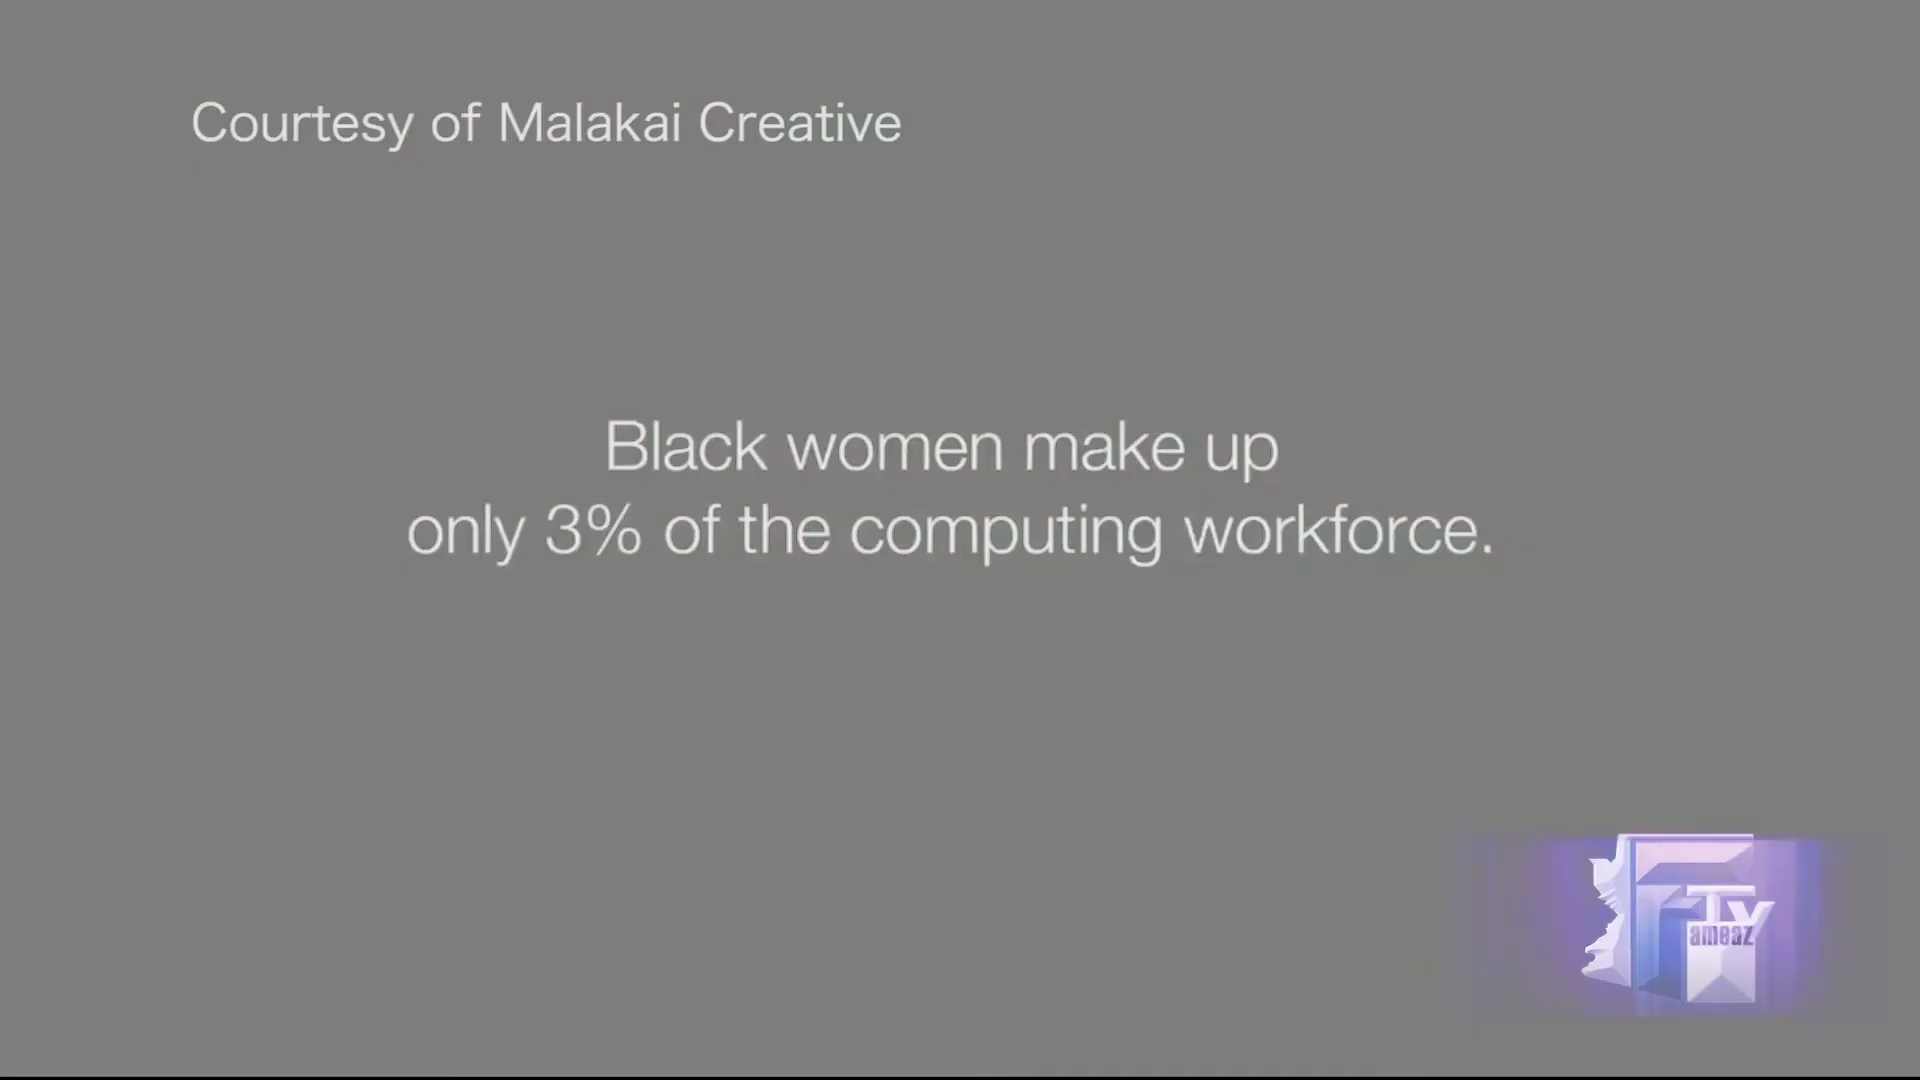 Courtesy of Malakai Creative
Black women make up
only 3% of the computing workforce.
F TV
ameaz